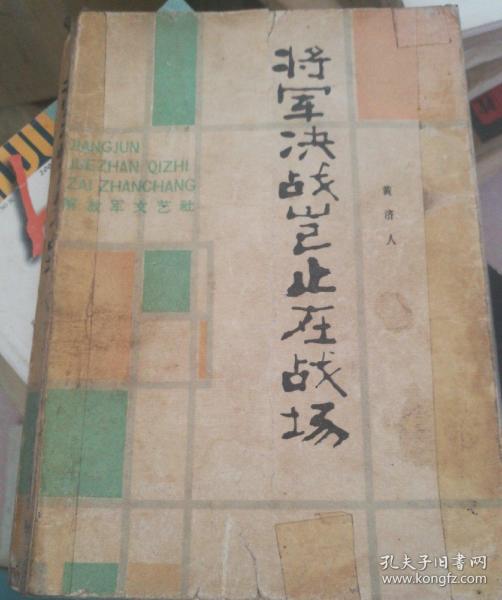 将军决战岂止在战场
黄济人
JIANGJUN
JUEZHAN QIZHI
ZAI ZHANCHANG
解放军文艺社
孔夫子旧书网
www.kongfz.com